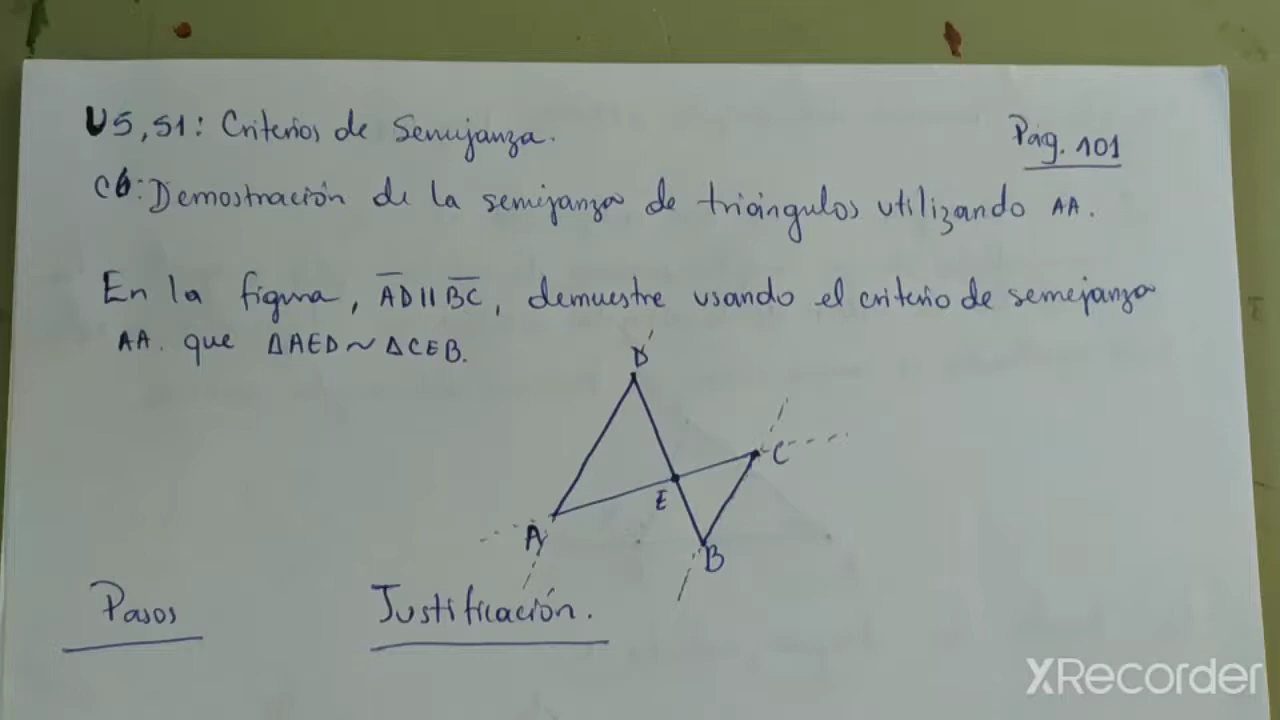 U5, S1: Criterios de Semejanza.
Pág. 101
C6: Demostración de la semejanza de triángulos utilizando AA.
En la figura, AD || BC, demuestre usando el criterio de semejanza
AA. que ΔAED ~ ΔCEB.
D
C
E
A
B
Pasos
Justificación.
XRecorder